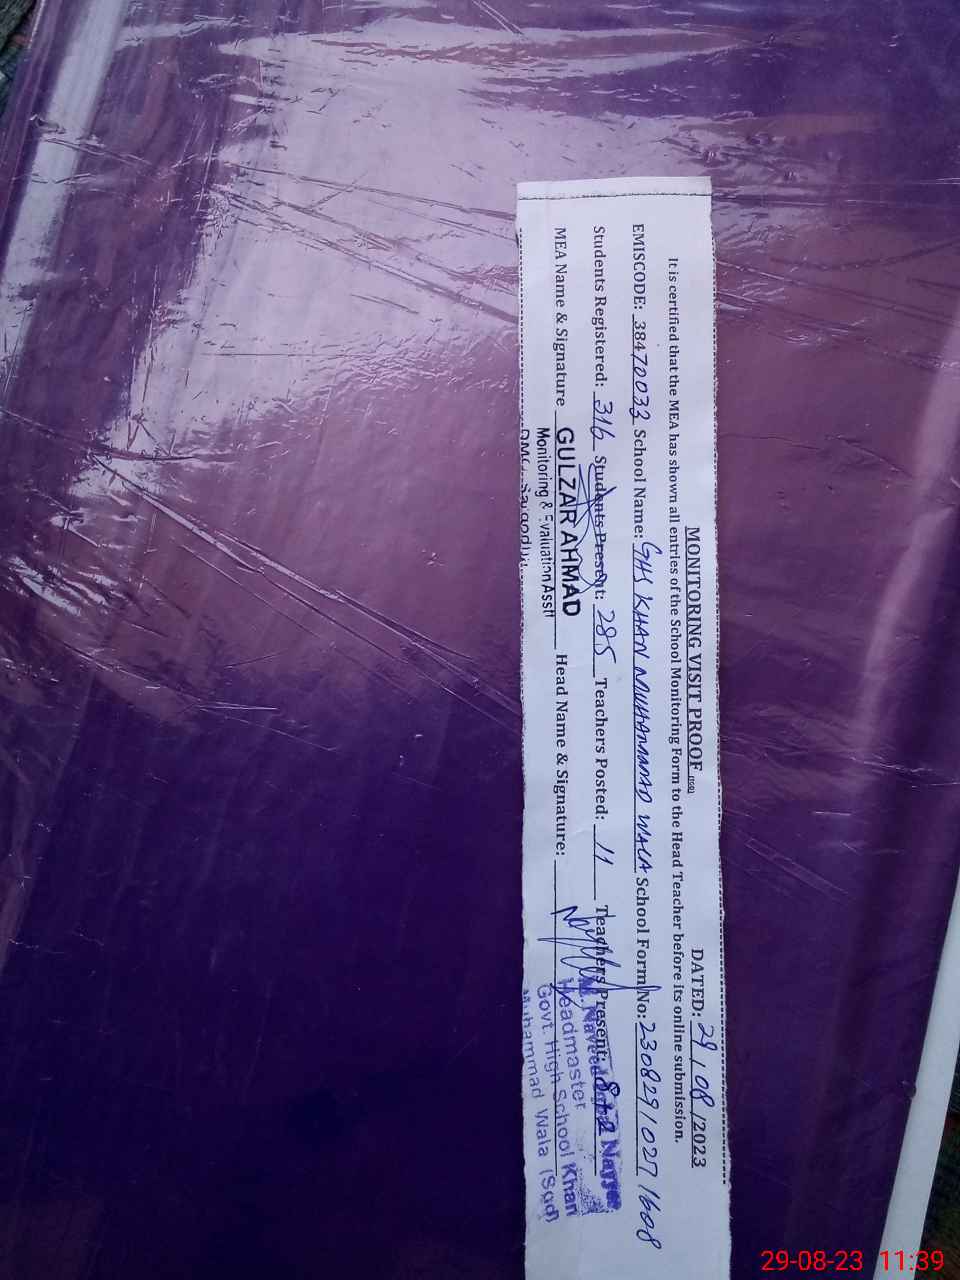 MONITORING VISIT PROOF
DATED: 29/08/2023
It is certified that the MEA has shown all entries of the School Monitoring Form to the Head Teacher before its online submission.
EMISCODE: 38470033 School Name: GHS KHAN MUHAMMAD WALA School Form No: 230829102711608
Students Registered: 316 Students Present: 285 Teachers Posted: 11 Teachers Present:
MEA Name & Signature Head Name & Signature:
GULZAR AHMAD
Monitoring & Evaluation Asstt
Headmaster
Govt. High School Khan
Muhammad Wala (Sgd)
29-08-23 11:39